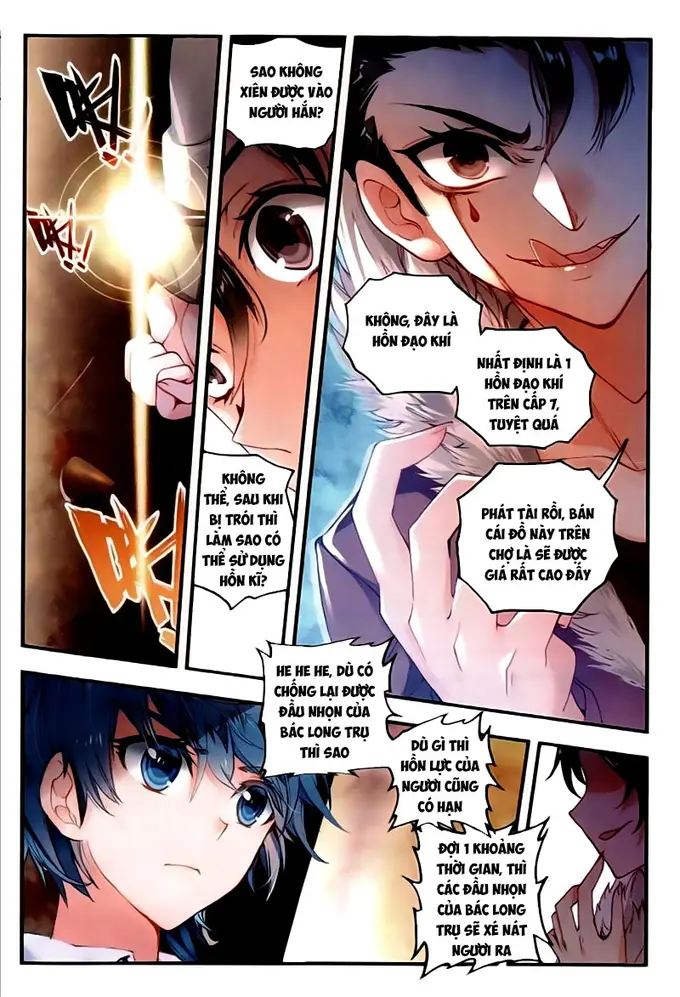 SAO KHÔNG
XIÊN ĐƯỢC VÀO
NGƯỜI HẮN?
KHÔNG, ĐÂY LÀ
HỒN ĐẠO KHÍ
NHẤT ĐỊNH LÀ 1
HỒN ĐẠO KHÍ
TRÊN CẤP 7,
TUYỆT QUÁ
KHÔNG
THỂ, SAU KHI
BỊ TRÓI THÌ
LÀM SAO CÓ
THỂ SỬ DỤNG
HỒN KĨ?
PHÁT TÀI RỒI, BÁN
CÁI ĐỒ NÀY TRÊN
CHỢ LÀ SẼ ĐƯỢC
GIÁ RẤT CAO ĐẤY
HE HE HE, DÙ CÓ
CHỐNG LẠI ĐƯỢC
ĐẦU NHỌN CỦA
BÁC LONG TRỤ
THÌ SAO
DÙ GÌ THÌ
HỒN LỰC CỦA
NGƯƠI CŨNG
CÓ HẠN
ĐỢI 1 KHOẢNG
THỜI GIAN, THÌ
CÁC ĐẦU NHỌN
CỦA BÁC LONG
TRỤ SẼ XÉ NÁT
NGƯƠI RA